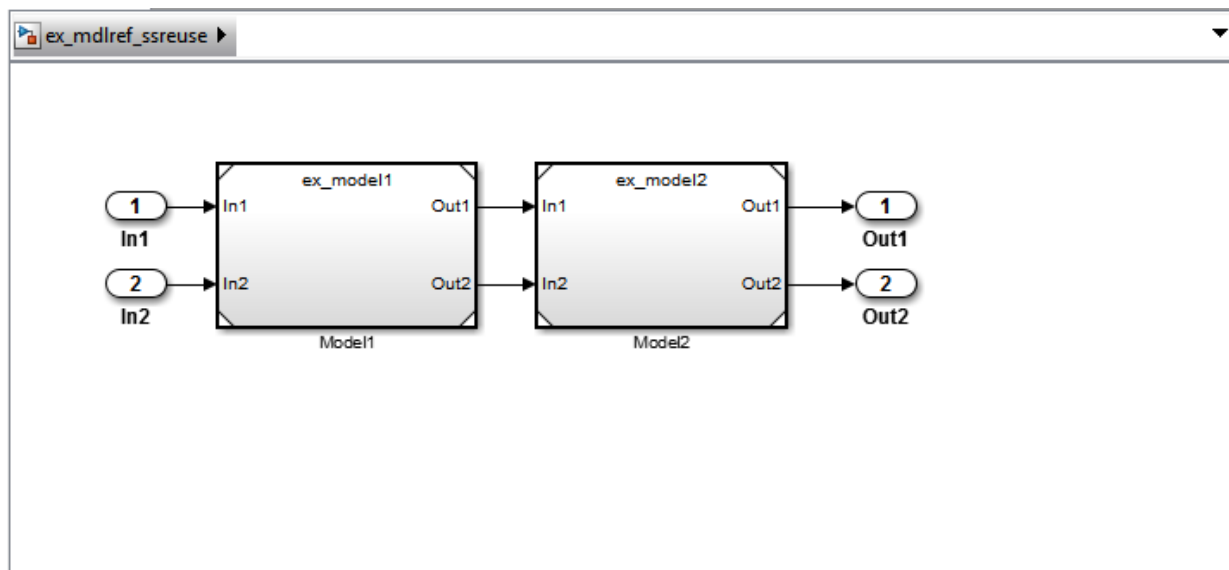 ex_mdlref_ssreuse
ex_model1
ex_model2
1
In1
Out1
In1
Out1
1
In1
Out1
2
In2
Out2
In2
Out2
2
In2
Out2
Model1
Model2